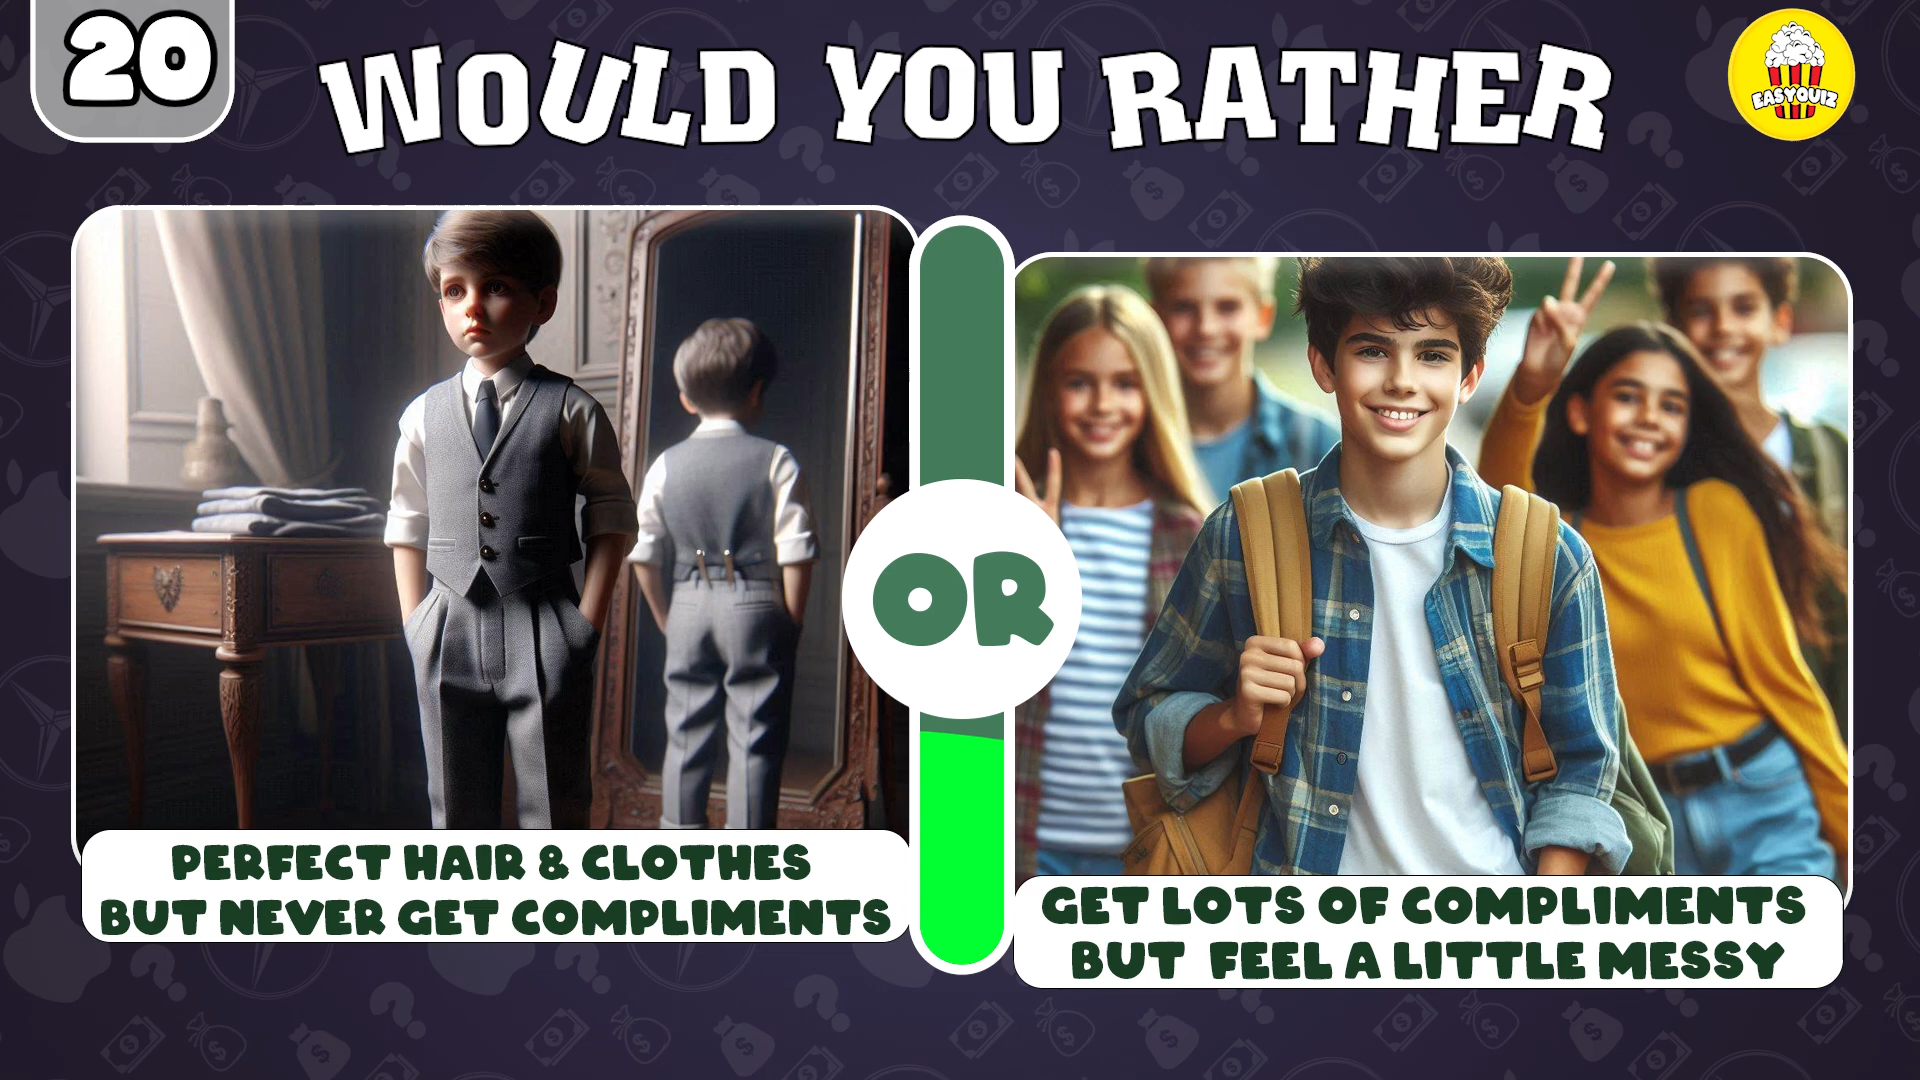 20
WOULD YOU RATHER
EASYQUIZ
PERFECT HAIR & CLOTHES
BUT NEVER GET COMPLIMENTS
OR
GET LOTS OF COMPLIMENTS
BUT FEEL A LITTLE MESSY